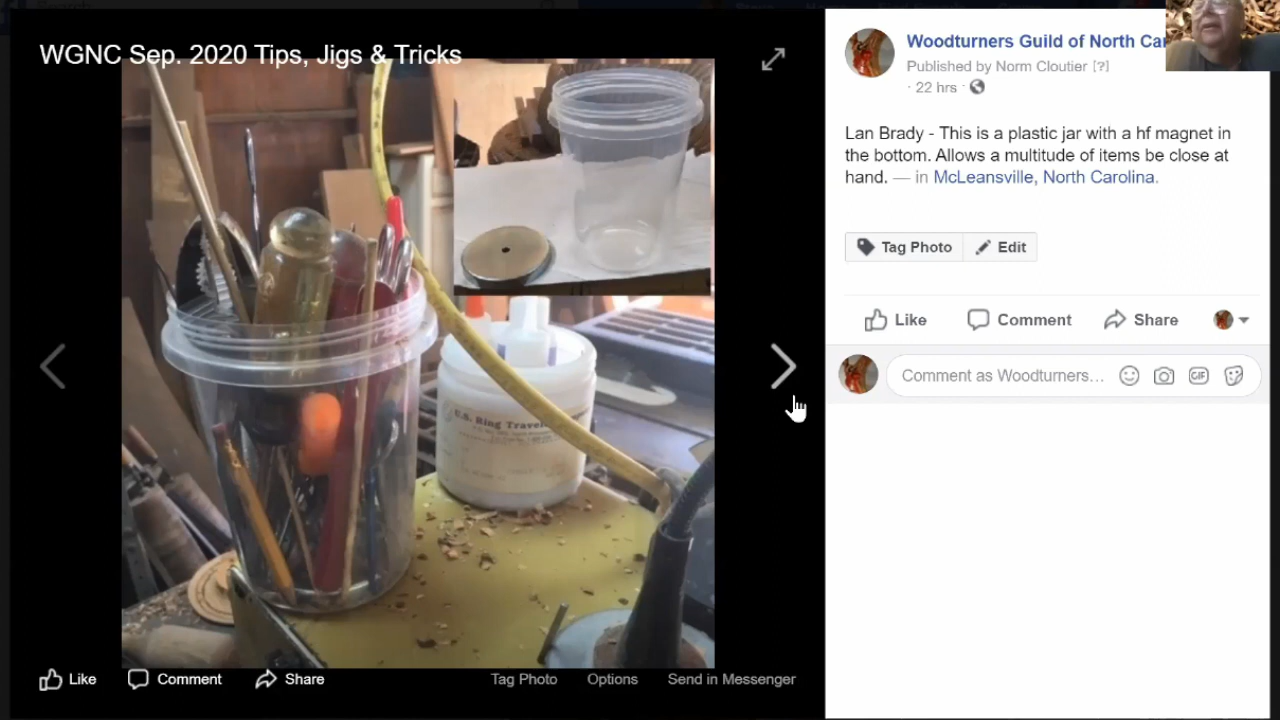 WGNC Sep. 2020 Tips, Jigs & Tricks
U.S. Ring Travel
Like
Comment
Share
Tag Photo
Options
Send in Messenger
Woodturners Guild of North Car
Published by Norm Cloutier [?]
· 22 hrs ·
Lan Brady - This is a plastic jar with a hf magnet in
the bottom. Allows a multitude of items be close at
hand. — in McLeansville, North Carolina.
Tag Photo
Edit
Like
Comment
Share
Comment as Woodturners…
GIF